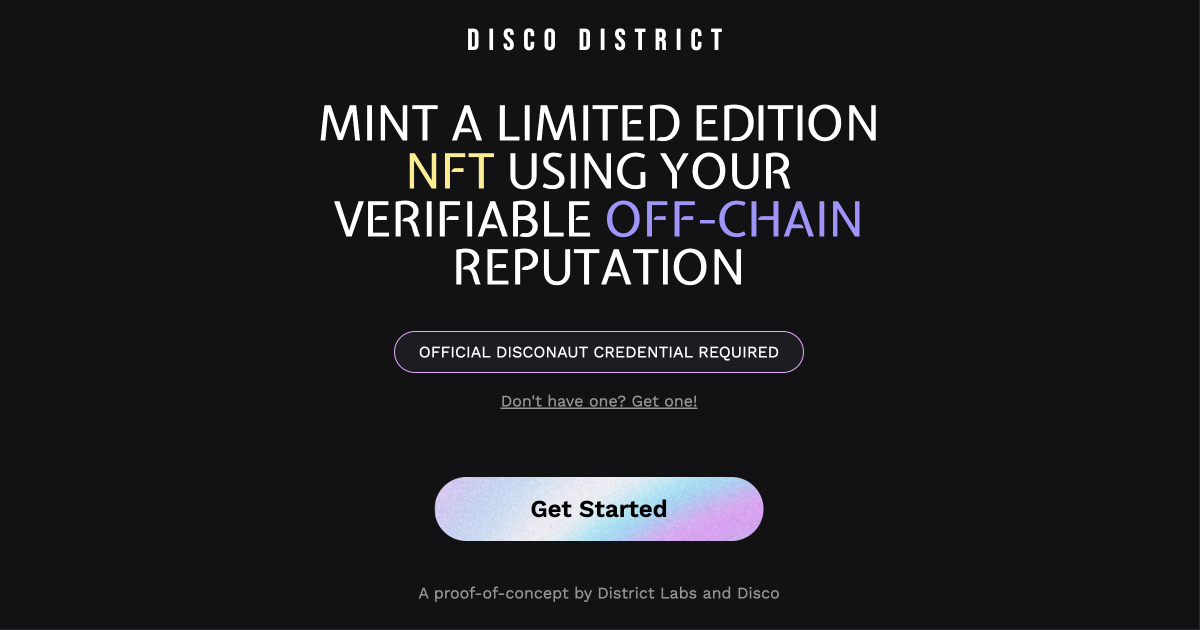 DISCO DISTRICT
MINT A LIMITED EDITION
NFT USING YOUR
VERIFIABLE OFF-CHAIN
REPUTATION
OFFICIAL DISCONAUT CREDENTIAL REQUIRED
Don't have one? Get one!
Get Started
A proof-of-concept by District Labs and Disco